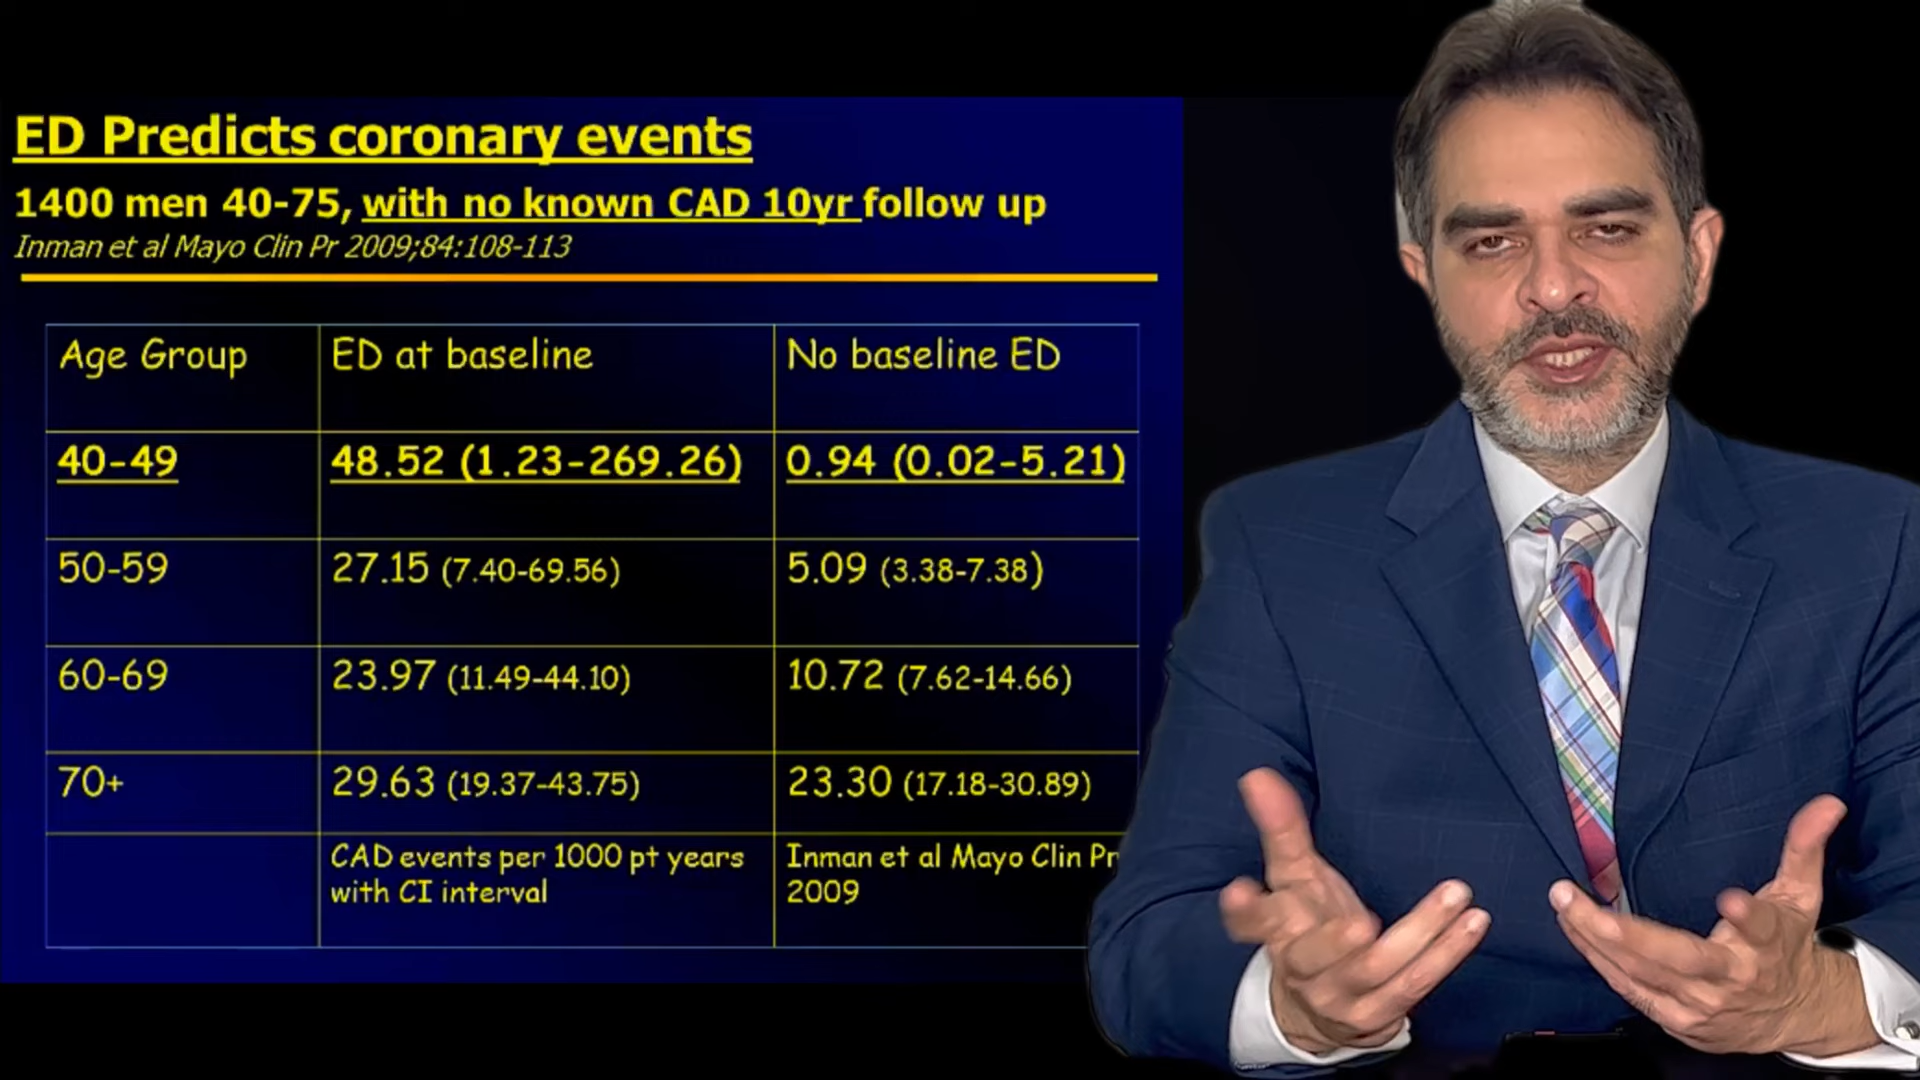 ED Predicts coronary events
1400 men 40-75, with no known CAD 10yr follow up
Inman et al Mayo Clin Pr 2009;84:108-113
Age Group ED at baseline No baseline ED
40-49 48.52 (1.23-269.26) 0.94 (0.02-5.21)
50-59 27.15 (7.40-69.56) 5.09 (3.38-7.38)
60-69 23.97 (11.49-44.10) 10.72 (7.62-14.66)
70+ 29.63 (19.37-43.75) 23.30 (17.18-30.89)
CAD events per 1000 pt years
with CI interval
Inman et al Mayo Clin Pr
2009